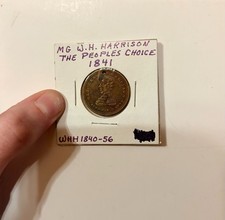 MG W.H. HARRISON
THE PEOPLES CHOICE
1841
WHH 1840-56